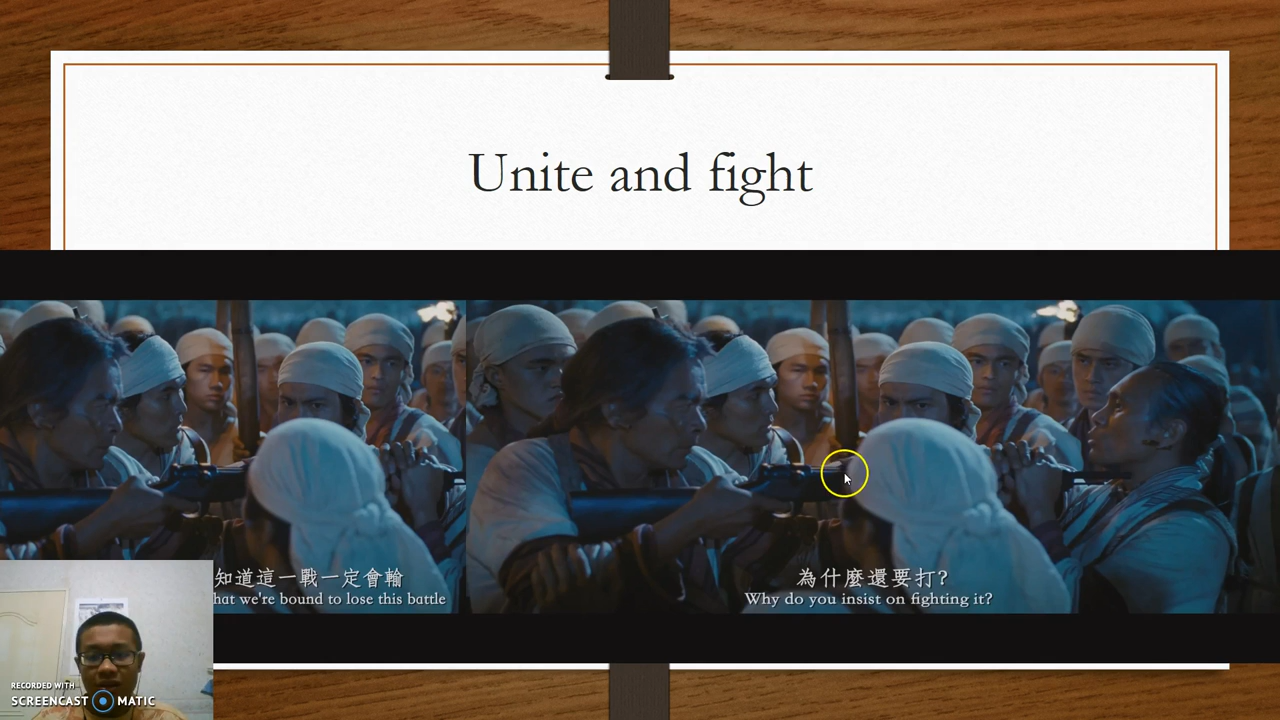 Unite and fight
知道這一戰一定會輸
hat we're bound to lose this battle
為什麼還要打?
Why do you insist on fighting it?
RECORDED WITH
SCREENCAST MATIC